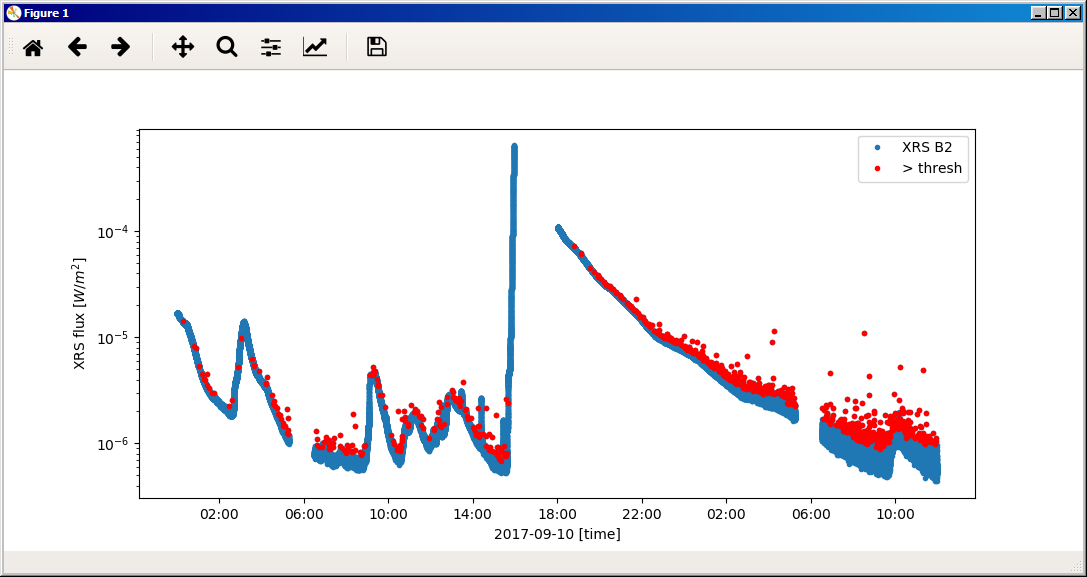 Figure 1
XRS B2
> thresh
XRS flux [W/m²]
10⁻⁴
10⁻⁵
10⁻⁶
02:00 06:00 10:00 14:00 18:00 22:00 02:00 06:00 10:00
2017-09-10 [time]